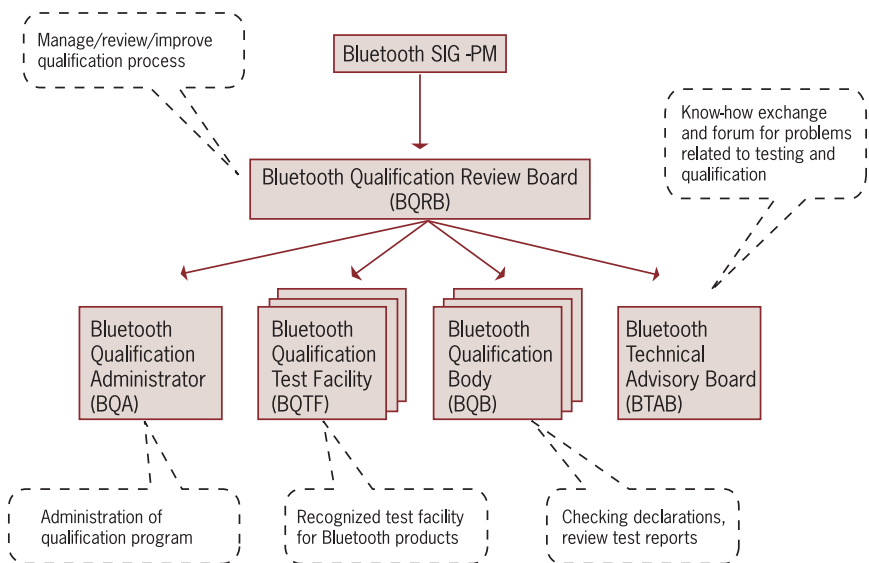 Manage/review/improve
qualification process
Bluetooth SIG -PM
Know-how exchange
and forum for problems
related to testing and
qualification
Bluetooth Qualification Review Board
(BQRB)
Bluetooth
Qualification
Administrator
(BQA)
Bluetooth
Qualification
Test Facility
(BQTF)
Bluetooth
Qualification
Body
(BQB)
Bluetooth
Technical
Advisory Board
(BTAB)
Administration of
qualification program
Recognized test facility
for Bluetooth products
Checking declarations,
review test reports